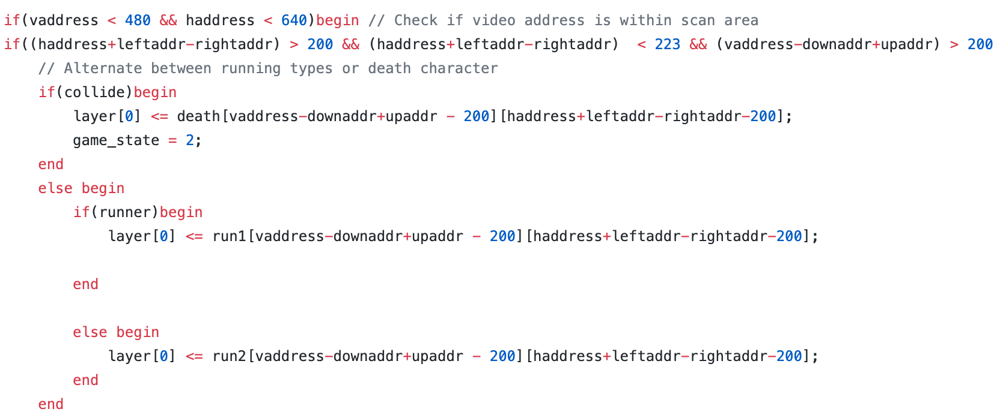 if(vaddress < 480 && haddress < 640)begin // Check if video address is within scan area
if((haddress+leftaddr-rightaddr) > 200 && (haddress+leftaddr-rightaddr)  < 223 && (vaddress-downaddr+upaddr) > 200
    // Alternate between running types or death character
    if(collide)begin
        layer[0] <= death[vaddress-downaddr+upaddr - 200][haddress+leftaddr-rightaddr-200];
        game_state = 2;
    end
    else begin
        if(runner)begin
            layer[0] <= run1[vaddress-downaddr+upaddr - 200][haddress+leftaddr-rightaddr-200];
        end
        else begin
            layer[0] <= run2[vaddress-downaddr+upaddr - 200][haddress+leftaddr-rightaddr-200];
        end
    end